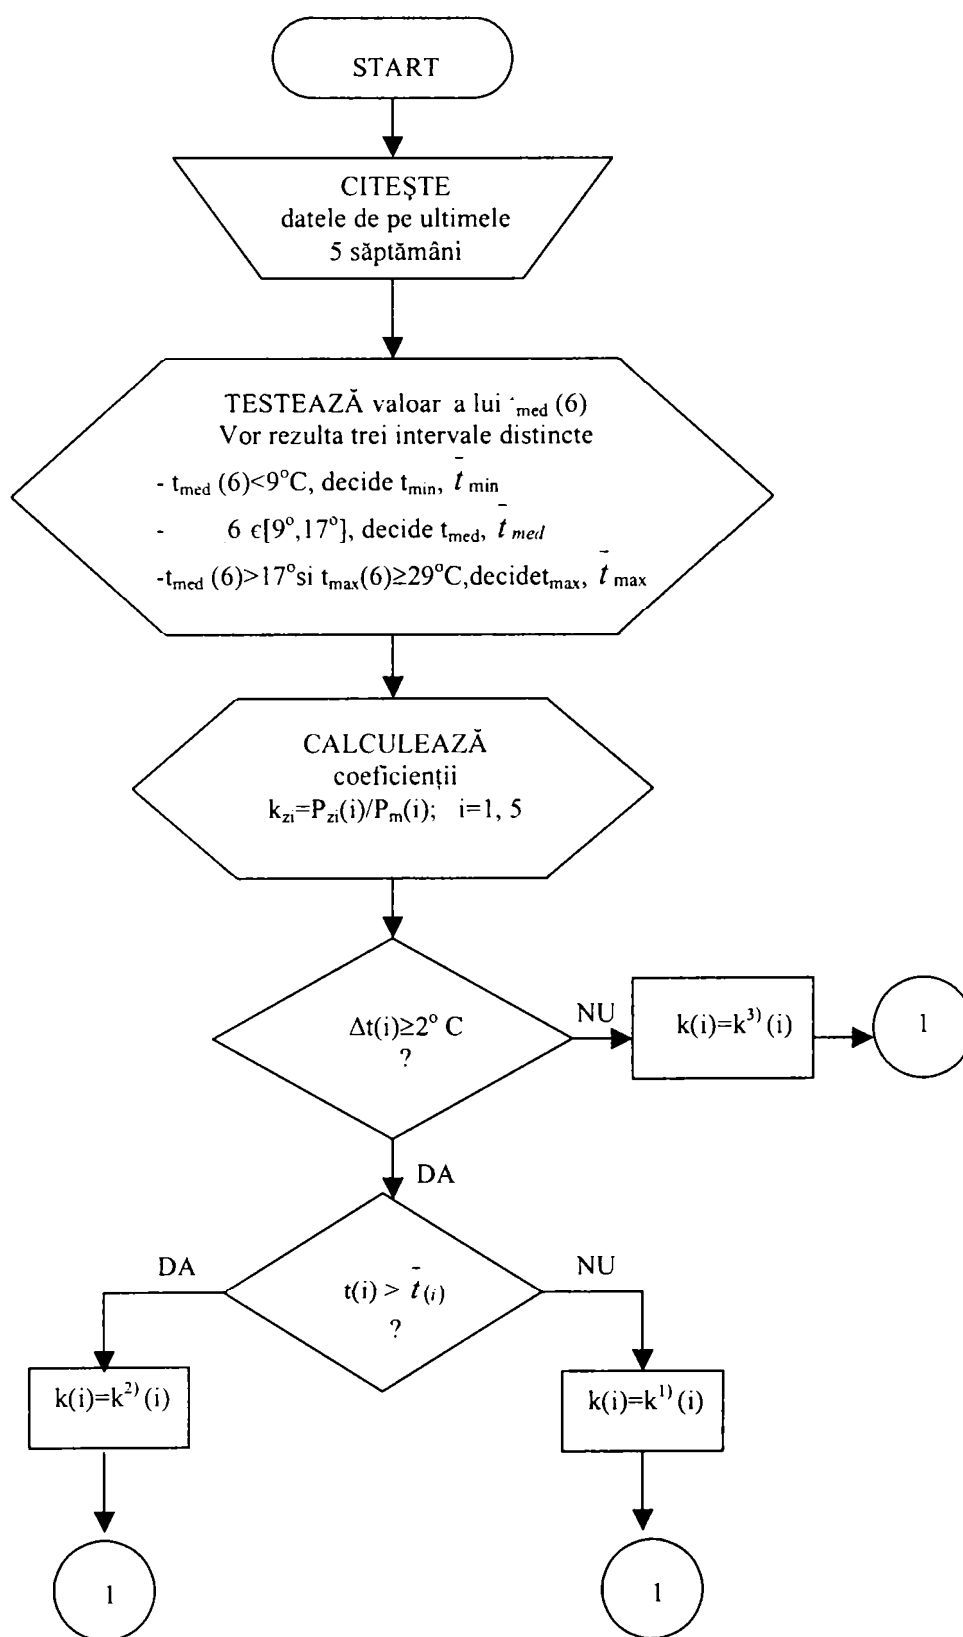 START
CITEȘTE
datele de pe ultimele
5 săptămâni
TESTEAZĂ valoar a lui med (6)
Vor rezulta trei intervale distincte
- tmed (6)<9°C, decide tmin, t̄ min
- 6 ϵ[9°,17°], decide tmed, t̄ med
-tmed (6)>17°si tmax(6)≥29°C,decidetmax, t̄ max
CALCULEAZĂ
coeficienții
kzi=Pzi(i)/Pm(i); i=1, 5
Δt(i)≥2° C
?
NU
k(i)=k³⁾ (i)
1
DA
t(i) > t̄ (i)
?
DA
NU
k(i)=k²⁾ (i)
k(i)=k¹⁾ (i)
1
1